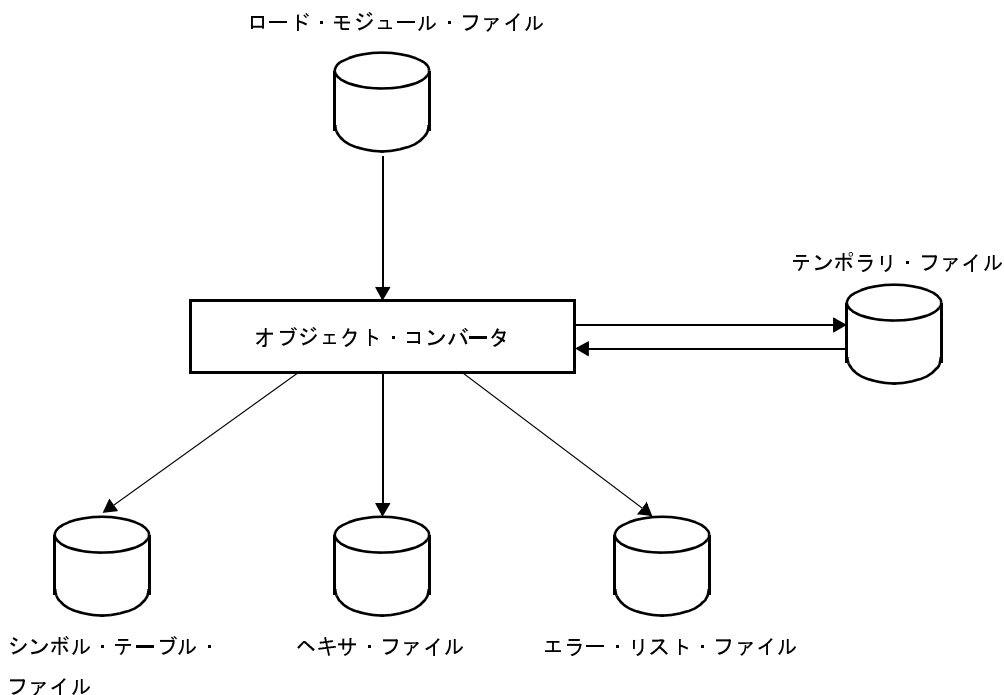 ロード・モジュール・ファイル
テンポラリ・ファイル
オブジェクト・コンバータ
シンボル・テーブル・
ファイル
ヘキサ・ファイル
エラー・リスト・ファイル